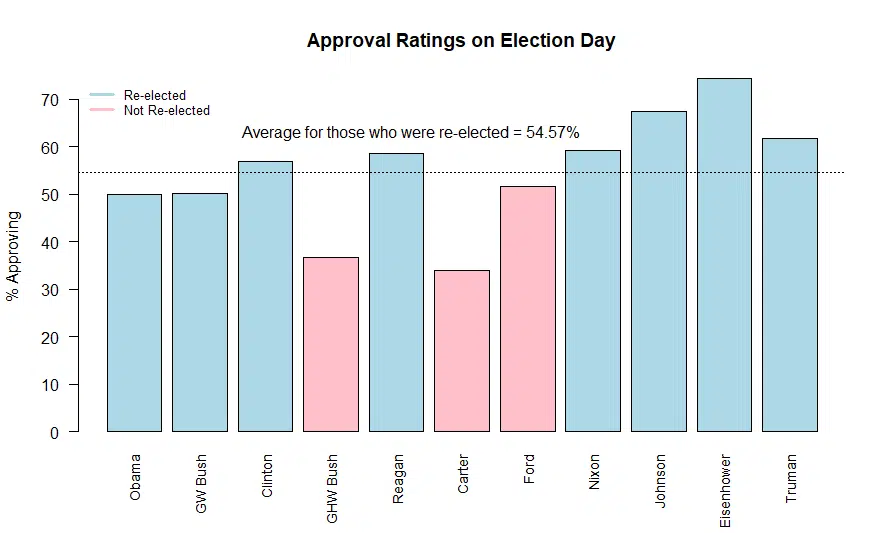 Approval Ratings on Election Day
Re-elected
Not Re-elected
Average for those who were re-elected = 54.57%
% Approving
70
60
50
40
30
20
10
0
Obama
GW Bush
Clinton
GHW Bush
Reagan
Carter
Ford
Nixon
Johnson
Eisenhower
Truman